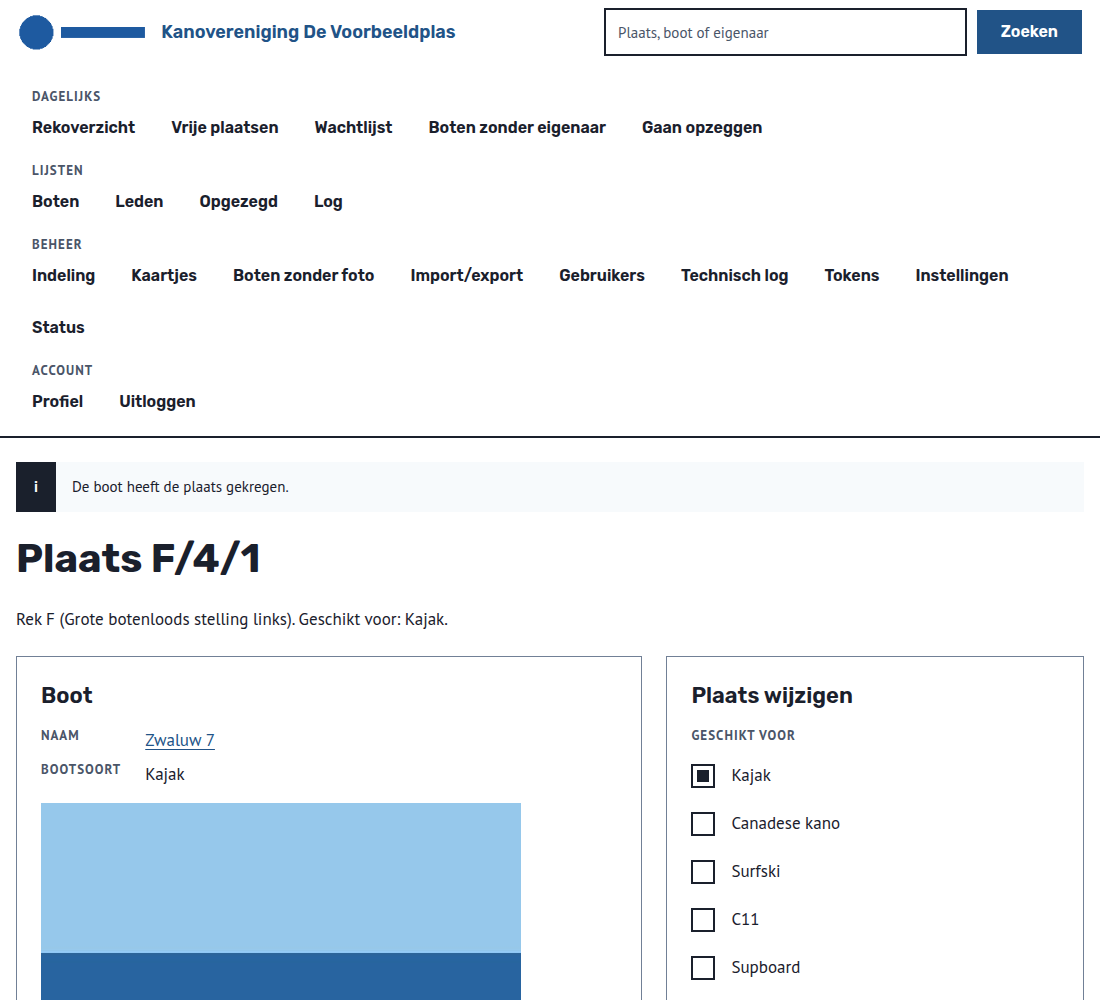 Kanovereniging De Voorbeeldplas
Plaats, boot of eigenaar
Zoeken
DAGELIJKS
Rekoverzicht Vrije plaatsen Wachtlijst Boten zonder eigenaar Gaan opzeggen
LIJSTEN
Boten Leden Opgezegd Log
BEHEER
Indeling Kaartjes Boten zonder foto Import/export Gebruikers Technisch log Tokens Instellingen
Status
ACCOUNT
Profiel Uitloggen
i De boot heeft de plaats gekregen.
Plaats F/4/1
Rek F (Grote botenloods stelling links). Geschikt voor: Kajak.
Boot
NAAM Zwaluw 7
BOOTSOORT Kajak
Plaats wijzigen
GESCHIKT VOOR
Kajak
Canadese kano
Surfski
C11
Supboard